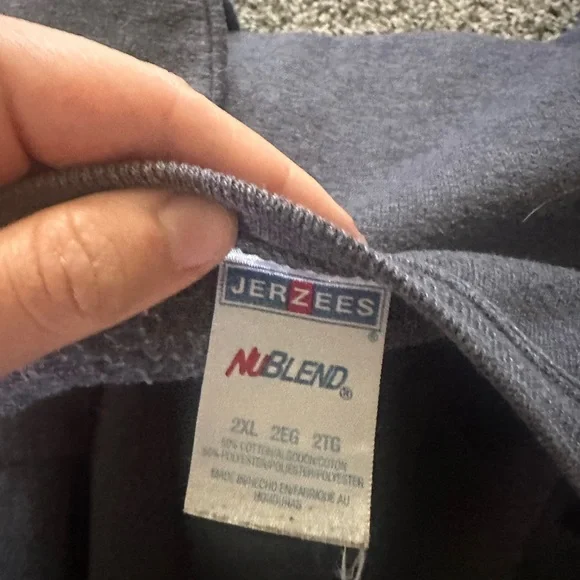 JERZEES
®
NUBLEND®
2XL 2EG 2TG
50% COTTON/ALGODON/COTON
50% POLYESTER/POLIESTER/POLYESTER
MADE IN/HECHO EN/FABRIQUE AU
HONDURAS